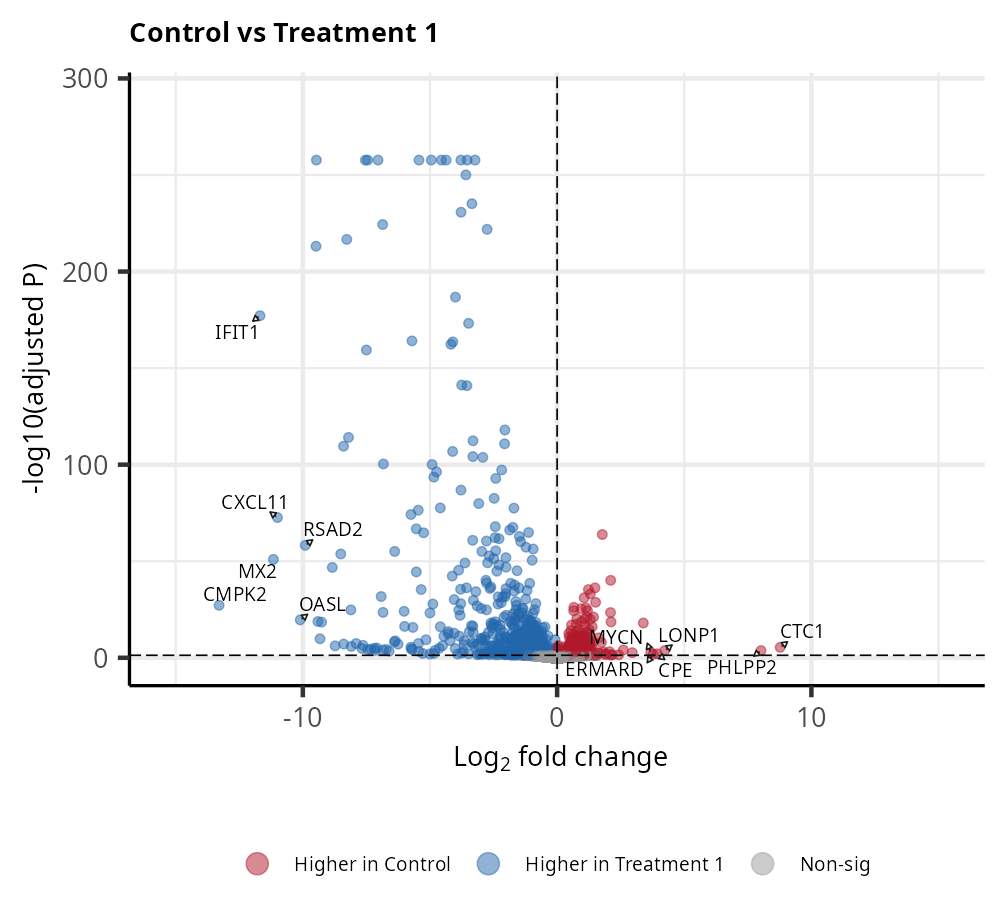 Control vs Treatment 1
300
200
100
0
-log10(adjusted P)
IFIT1
CXCL11
RSAD2
MX2
CMPK2
OASL
MYCN
LONP1
CTC1
ERMARD
CPE
PHLPP2
-10
0
10
Log2 fold change
Higher in Control
Higher in Treatment 1
Non-sig